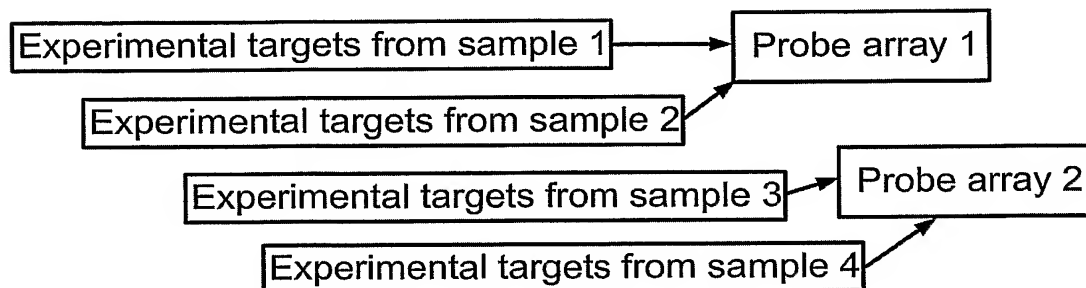 Experimental targets from sample 1
Probe array 1
Experimental targets from sample 2
Experimental targets from sample 3
Probe array 2
Experimental targets from sample 4